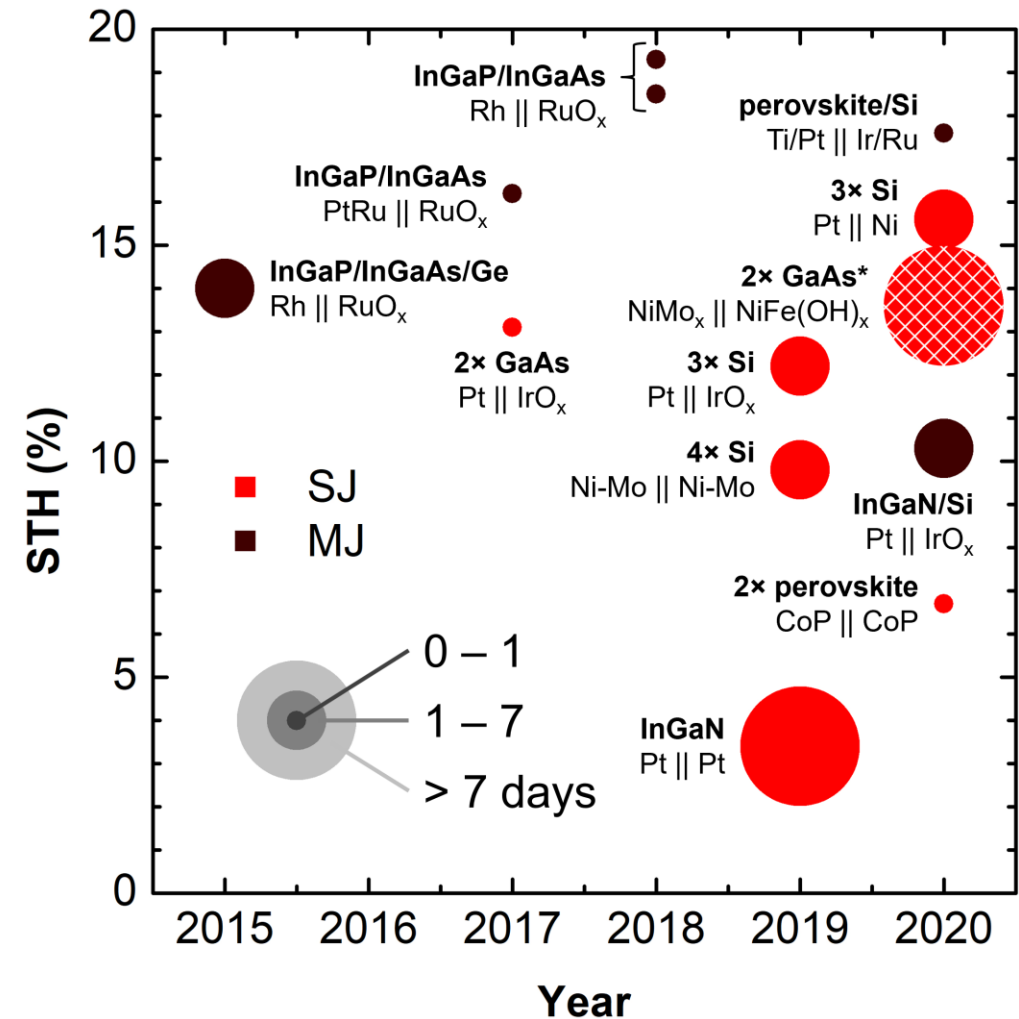 20
15
10
5
0
STH (%)
InGaP/InGaAs
Rh || RuOₓ
perovskite/Si
Ti/Pt || Ir/Ru
InGaP/InGaAs
PtRu || RuOₓ
3× Si
Pt || Ni
InGaP/InGaAs/Ge
Rh || RuOₓ
2× GaAs*
NiMoₓ || NiFe(OH)ₓ
2× GaAs
Pt || IrOₓ
3× Si
Pt || IrOₓ
4× Si
Ni-Mo || Ni-Mo
SJ
MJ
InGaN/Si
Pt || IrOₓ
2× perovskite
CoP || CoP
0 – 1
1 – 7
> 7 days
InGaN
Pt || Pt
2015 2016 2017 2018 2019 2020
Year